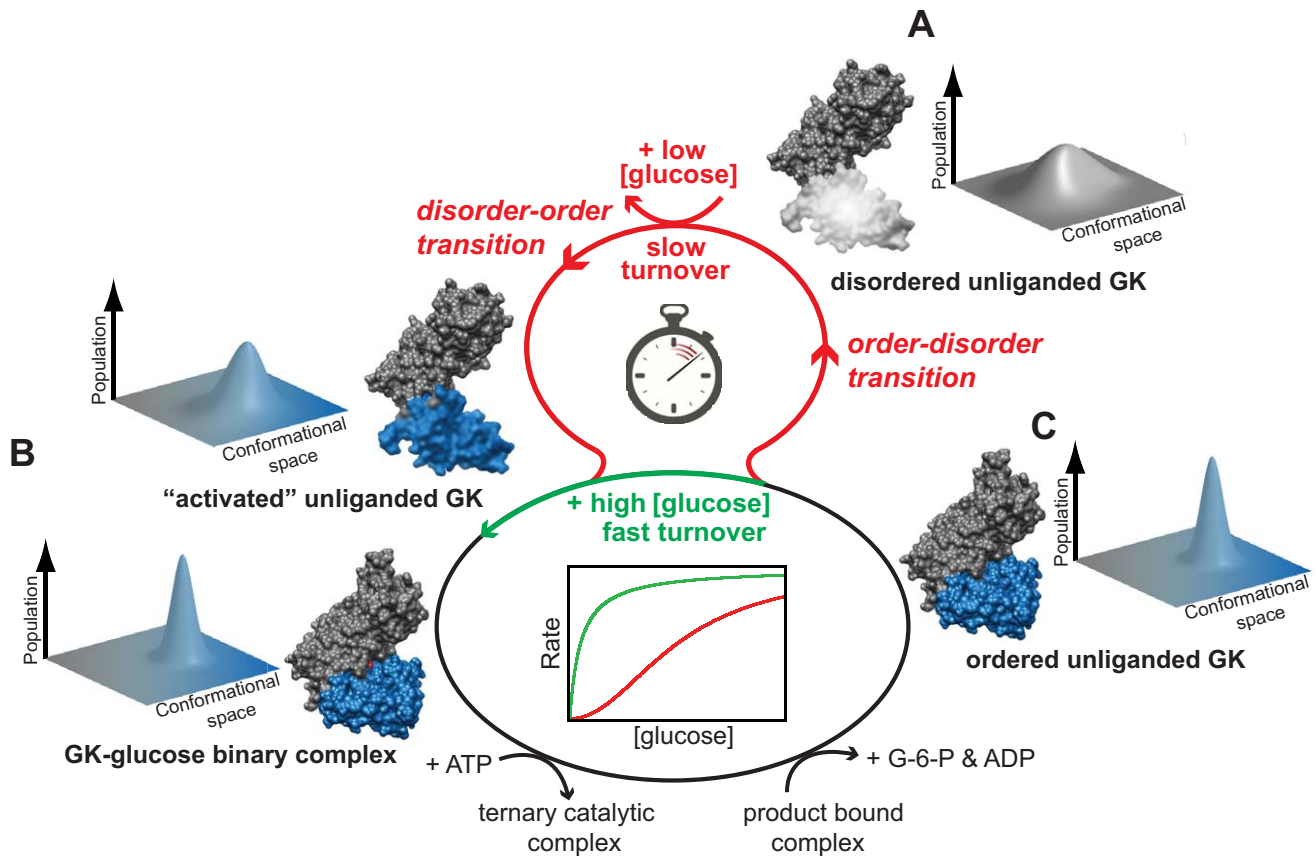 A
Population
Conformational
space
disordered unliganded GK
+ low
[glucose]
disorder-order
transition
slow
turnover
order-disorder
transition
Population
Conformational
space
"activated" unliganded GK
B
Population
Conformational
space
GK-glucose binary complex
+ high [glucose]
fast turnover
Rate
[glucose]
C
Population
Conformational
space
ordered unliganded GK
+ ATP
ternary catalytic
complex
product bound
complex
+ G-6-P & ADP